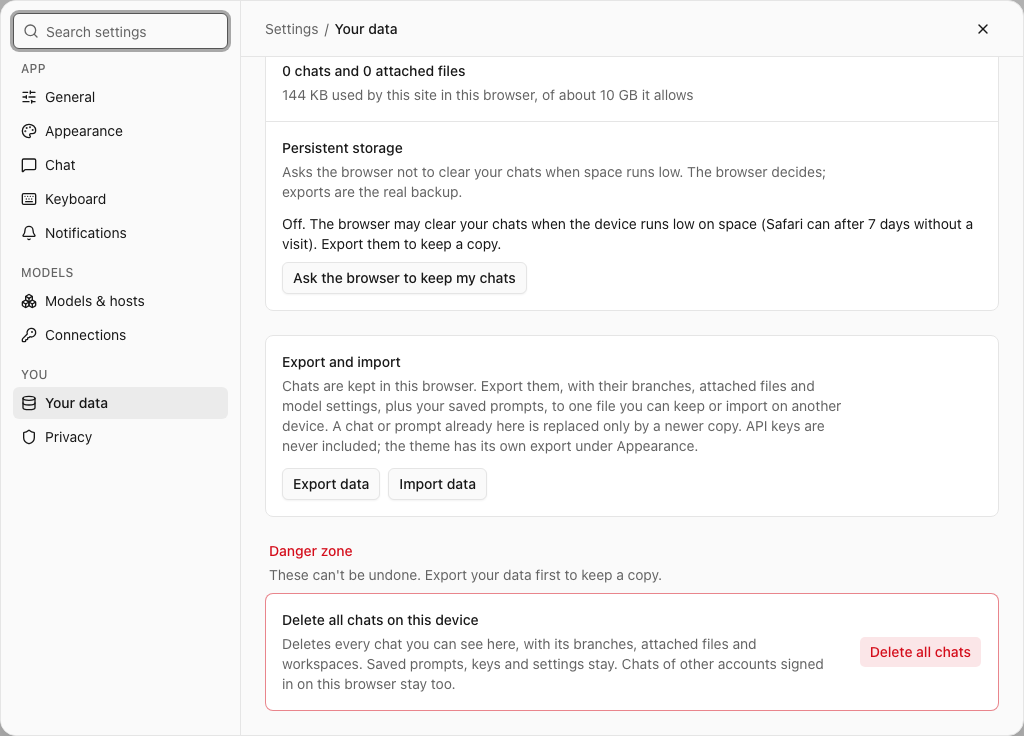 Search settings
APP
General
Appearance
Chat
Keyboard
Notifications
MODELS
Models & hosts
Connections
YOU
Your data
Privacy
Settings / Your data
0 chats and 0 attached files
144 KB used by this site in this browser, of about 10 GB it allows
Persistent storage
Asks the browser not to clear your chats when space runs low. The browser decides;
exports are the real backup.
Off. The browser may clear your chats when the device runs low on space (Safari can after 7 days without a
visit). Export them to keep a copy.
Ask the browser to keep my chats
Export and import
Chats are kept in this browser. Export them, with their branches, attached files and
model settings, plus your saved prompts, to one file you can keep or import on another
device. A chat or prompt already here is replaced only by a newer copy. API keys are
never included; the theme has its own export under Appearance.
Export data
Import data
Danger zone
These can't be undone. Export your data first to keep a copy.
Delete all chats on this device
Deletes every chat you can see here, with its branches, attached files and
workspaces. Saved prompts, keys and settings stay. Chats of other accounts signed
in on this browser stay too.
Delete all chats